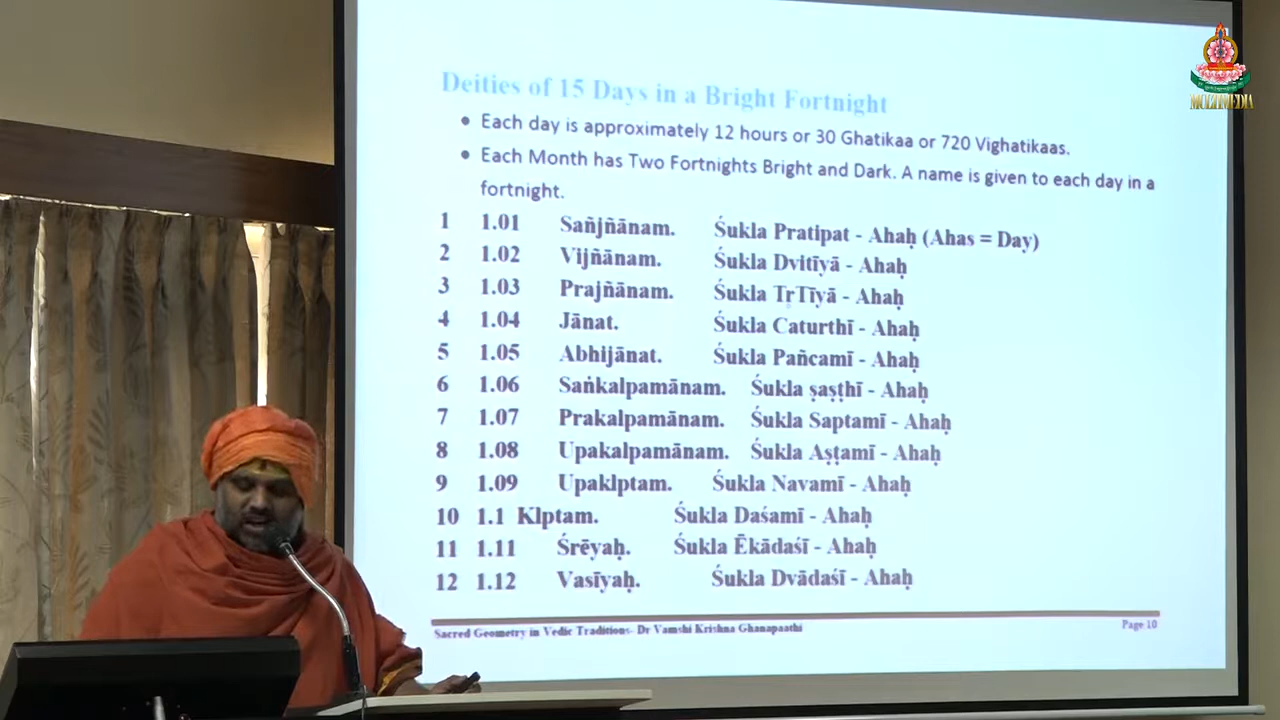 MULTIMEDIA
Deities of 15 Days in a Bright Fortnight
• Each day is approximately 12 hours or 30 Ghatikaa or 720 Vighatikaas.
• Each Month has Two Fortnights Bright and Dark. A name is given to each day in a
fortnight.
1 1.01 Sañjñānam. Śukla Pratipat - Ahaḥ (Ahas = Day)
2 1.02 Vijñānam. Śukla Dvitīyā - Ahaḥ
3 1.03 Prajñānam. Śukla TṛTīyā - Ahaḥ
4 1.04 Jānat. Śukla Caturthī - Ahaḥ
5 1.05 Abhijānat. Śukla Pañcamī - Ahaḥ
6 1.06 Saṅkalpamānam. Śukla ṣaṣṭhī - Ahaḥ
7 1.07 Prakalpamānam. Śukla Saptamī - Ahaḥ
8 1.08 Upakalpamānam. Śukla Aṣṭamī - Ahaḥ
9 1.09 Upaklptam. Śukla Navamī - Ahaḥ
10 1.1 Klptam. Śukla Daśamī - Ahaḥ
11 1.11 Śrēyaḥ. Śukla Ēkādaśī - Ahaḥ
12 1.12 Vasīyaḥ. Śukla Dvādaśī - Ahaḥ
Sacred Geometry in Vedic Traditions- Dr Vamshi Krishna Ghanapaathi Page 10